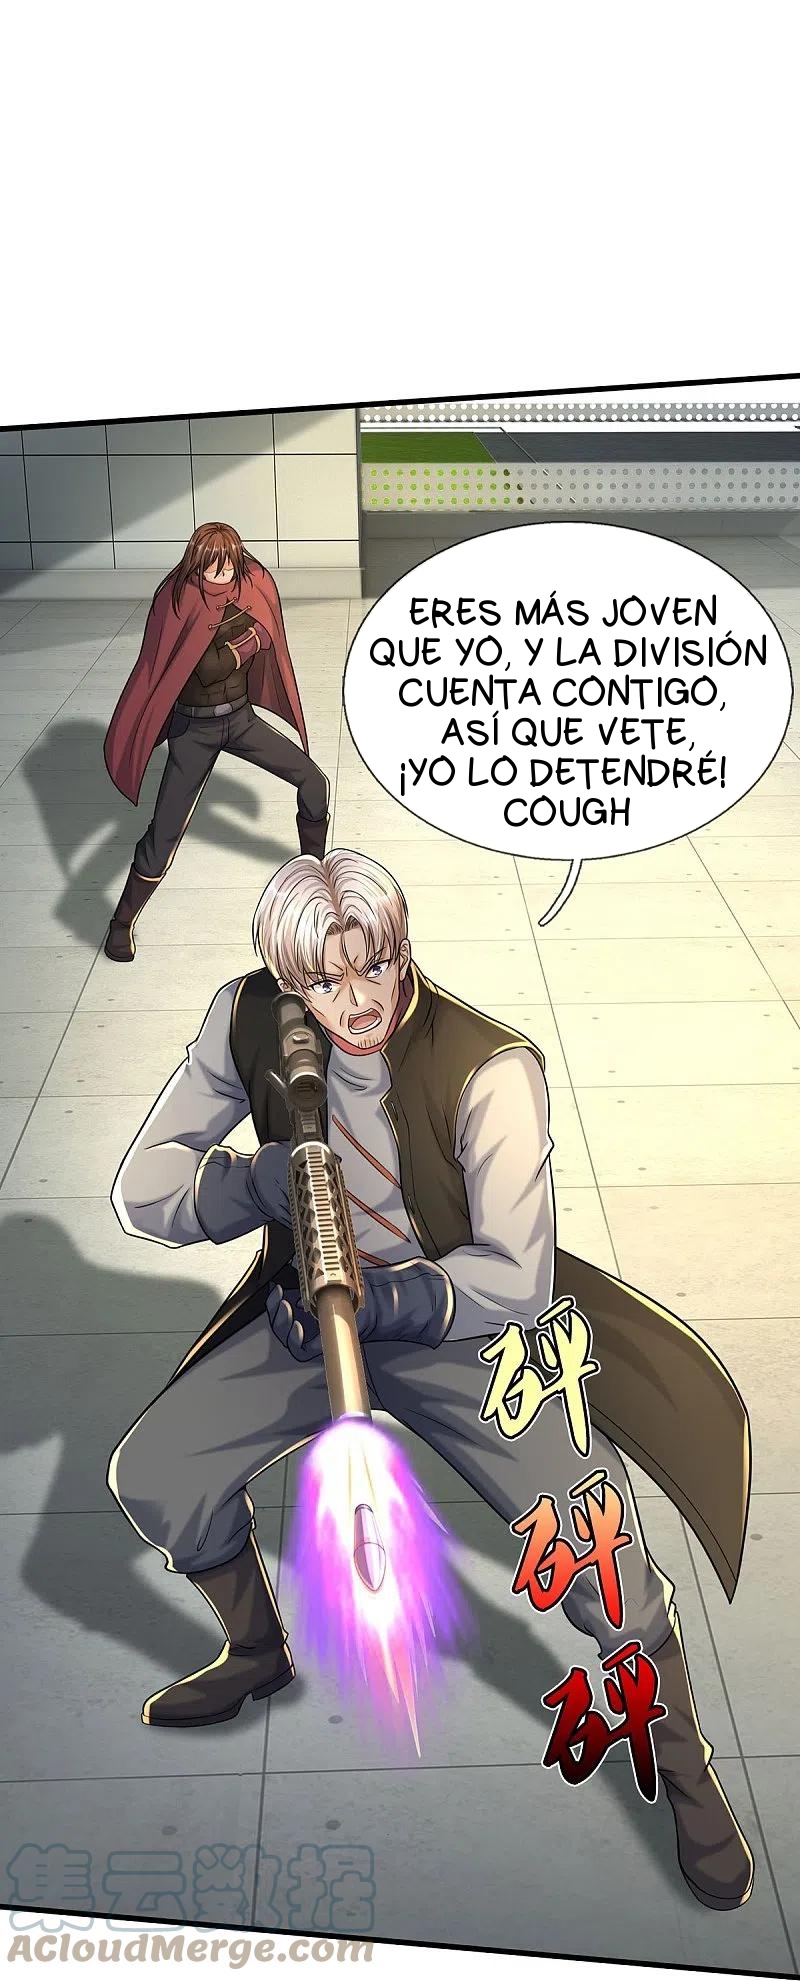 ERES MÁS JOVEN
QUE YO, Y LA DIVISIÓN
CUENTA CONTIGO,
ASÍ QUE VETE,
¡YO LO DETENDRÉ!
COUGH
砰
砰
砰
集云数据
ACloudMerge.com